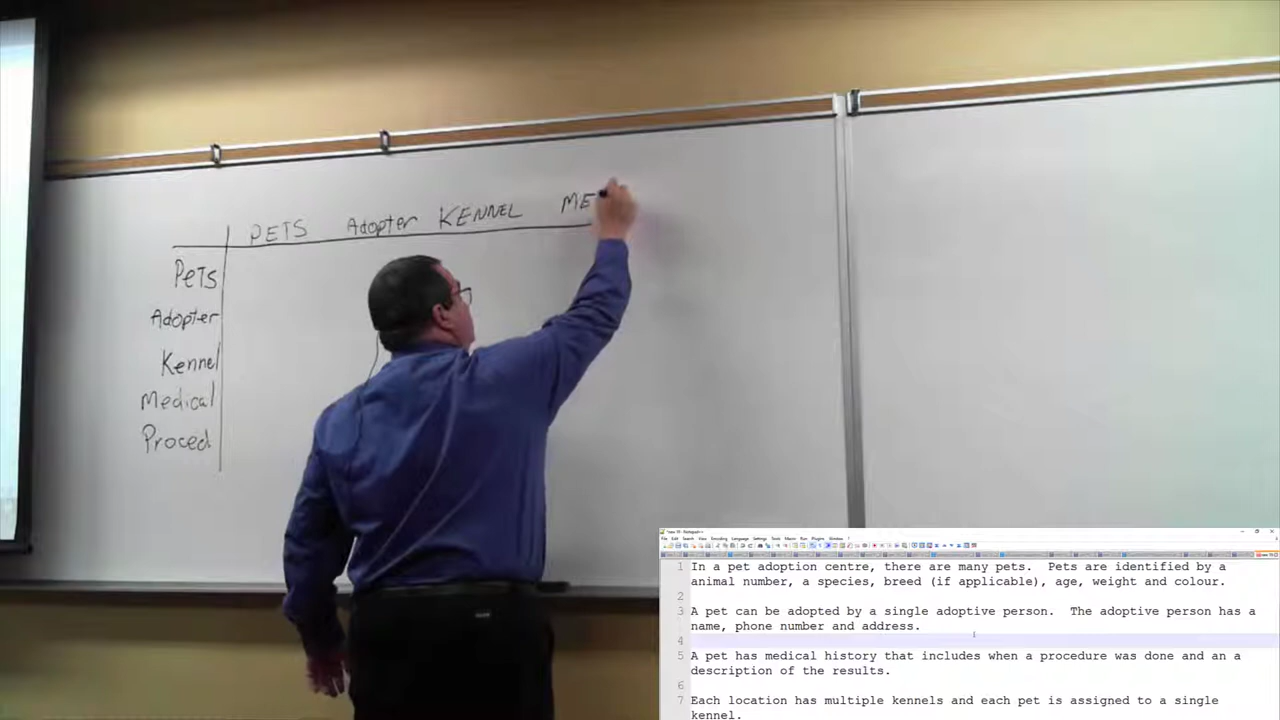 PETS Adopter KENNEL ME
PeTs
Adopter
Kennel
Medical
Proced.
1 In a pet adoption centre, there are many pets. Pets are identified by a
animal number, a species, breed (if applicable), age, weight and colour.
2
3 A pet can be adopted by a single adoptive person. The adoptive person has a
name, phone number and address.
4
5 A pet has medical history that includes when a procedure was done and an a
description of the results.
6
7 Each location has multiple kennels and each pet is assigned to a single
kennel.